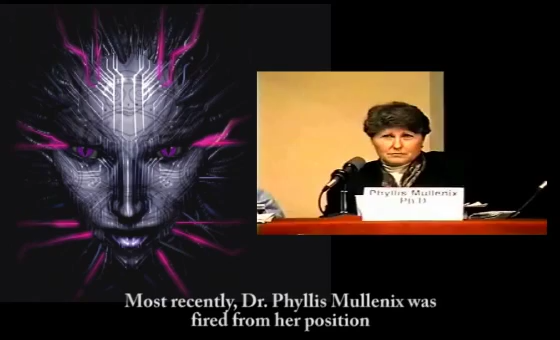 Phyllis Mullenix
Ph.D
Most recently, Dr. Phyllis Mullenix was
fired from her position